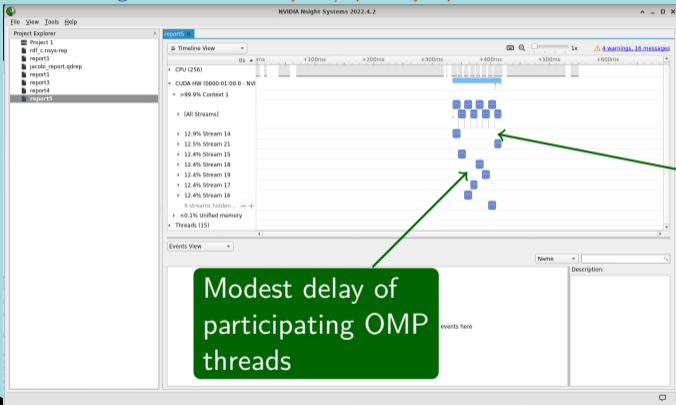 NVIDIA Nsight Systems 2022.4.2
File View Tools Help
Project Explorer
Project 1
rdf_c.nsys-rep
report1
jacobi_report.qdrep
report1
report3
report4
report5
report5
Timeline View
1x
4 warnings, 16 messages
0s
ms +100ms +200ms +300ms +400ms +500ms +600ms
CPU (256)
CUDA HW (0000:01:00.0 - NVI
>99.9% Context 1
[All Streams]
12.9% Stream 14
12.5% Stream 21
12.4% Stream 15
12.4% Stream 18
12.4% Stream 19
12.4% Stream 17
12.4% Stream 16
9 streams hidden... − +
<0.1% Unified memory
Threads (15)
Events View
Name
Description:
Modest delay of
participating OMP
threads
events here